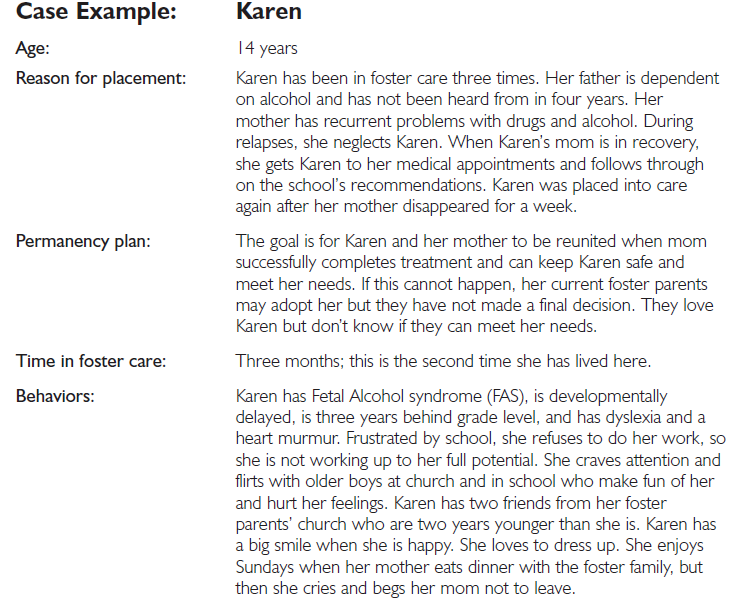 Case Example: Karen
Age: 14 years
Reason for placement: Karen has been in foster care three times. Her father is dependent
on alcohol and has not been heard from in four years. Her
mother has recurrent problems with drugs and alcohol. During
relapses, she neglects Karen. When Karen’s mom is in recovery,
she gets Karen to her medical appointments and follows through
on the school’s recommendations. Karen was placed into care
again after her mother disappeared for a week.
Permanency plan: The goal is for Karen and her mother to be reunited when mom
successfully completes treatment and can keep Karen safe and
meet her needs. If this cannot happen, her current foster parents
may adopt her but they have not made a final decision. They love
Karen but don’t know if they can meet her needs.
Time in foster care: Three months; this is the second time she has lived here.
Behaviors: Karen has Fetal Alcohol syndrome (FAS), is developmentally
delayed, is three years behind grade level, and has dyslexia and a
heart murmur. Frustrated by school, she refuses to do her work, so
she is not working up to her full potential. She craves attention and
flirts with older boys at church and in school who make fun of her
and hurt her feelings. Karen has two friends from her foster
parents’ church who are two years younger than she is. Karen has
a big smile when she is happy. She loves to dress up. She enjoys
Sundays when her mother eats dinner with the foster family, but
then she cries and begs her mom not to leave.